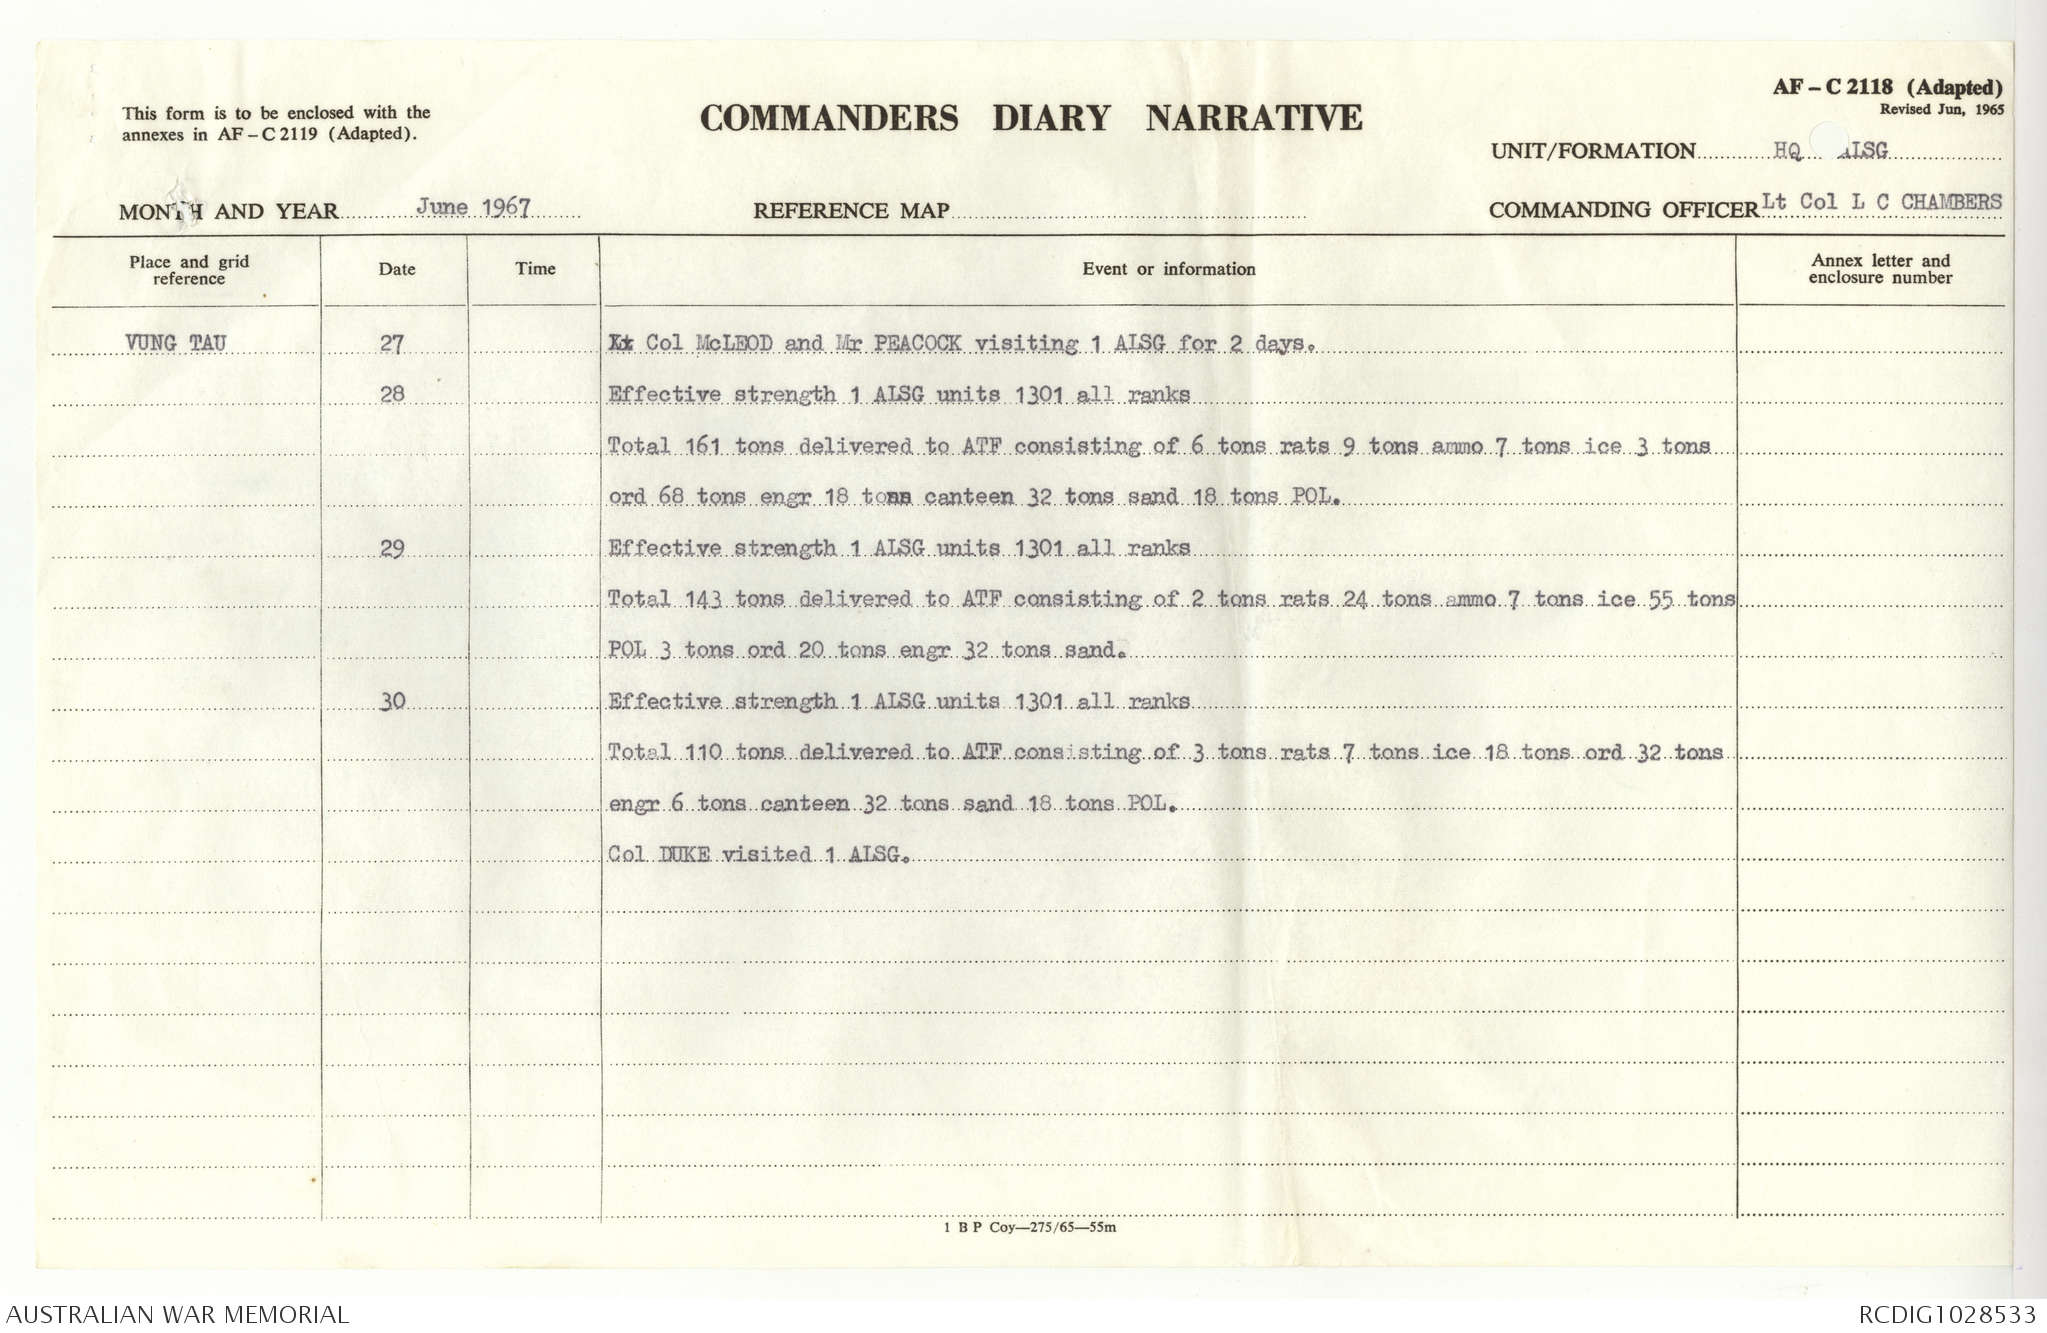 This form is to be enclosed with the
annexes in AF – C 2119 (Adapted).
COMMANDERS DIARY NARRATIVE
AF – C 2118 (Adapted)
Revised Jun, 1965
UNIT/FORMATION HQ ALSG
MONTH AND YEAR June 1967
REFERENCE MAP
COMMANDING OFFICER Lt Col L C CHAMBERS
Place and grid
reference
Date
Time
Event or information
Annex letter and
enclosure number
VUNG TAU 27 Lt Col McLEOD and Mr PEACOCK visiting 1 ALSG for 2 days.
28 Effective strength 1 ALSG units 1301 all ranks
Total 161 tons delivered to ATF consisting of 6 tons rats 9 tons ammo 7 tons ice 3 tons
ord 68 tons engr 18 tons canteen 32 tons sand 18 tons POL.
29 Effective strength 1 ALSG units 1301 all ranks
Total 143 tons delivered to ATF consisting of 2 tons rats 24 tons ammo 7 tons ice 55 tons
POL 3 tons ord 20 tons engr 32 tons sand.
30 Effective strength 1 ALSG units 1301 all ranks
Total 110 tons delivered to ATF consisting of 3 tons rats 7 tons ice 18 tons ord 32 tons
engr 6 tons canteen 32 tons sand 18 tons POL.
Col DUKE visited 1 ALSG.
1 B P Coy—275/65—55m
AUSTRALIAN WAR MEMORIAL
RCDIG1028533